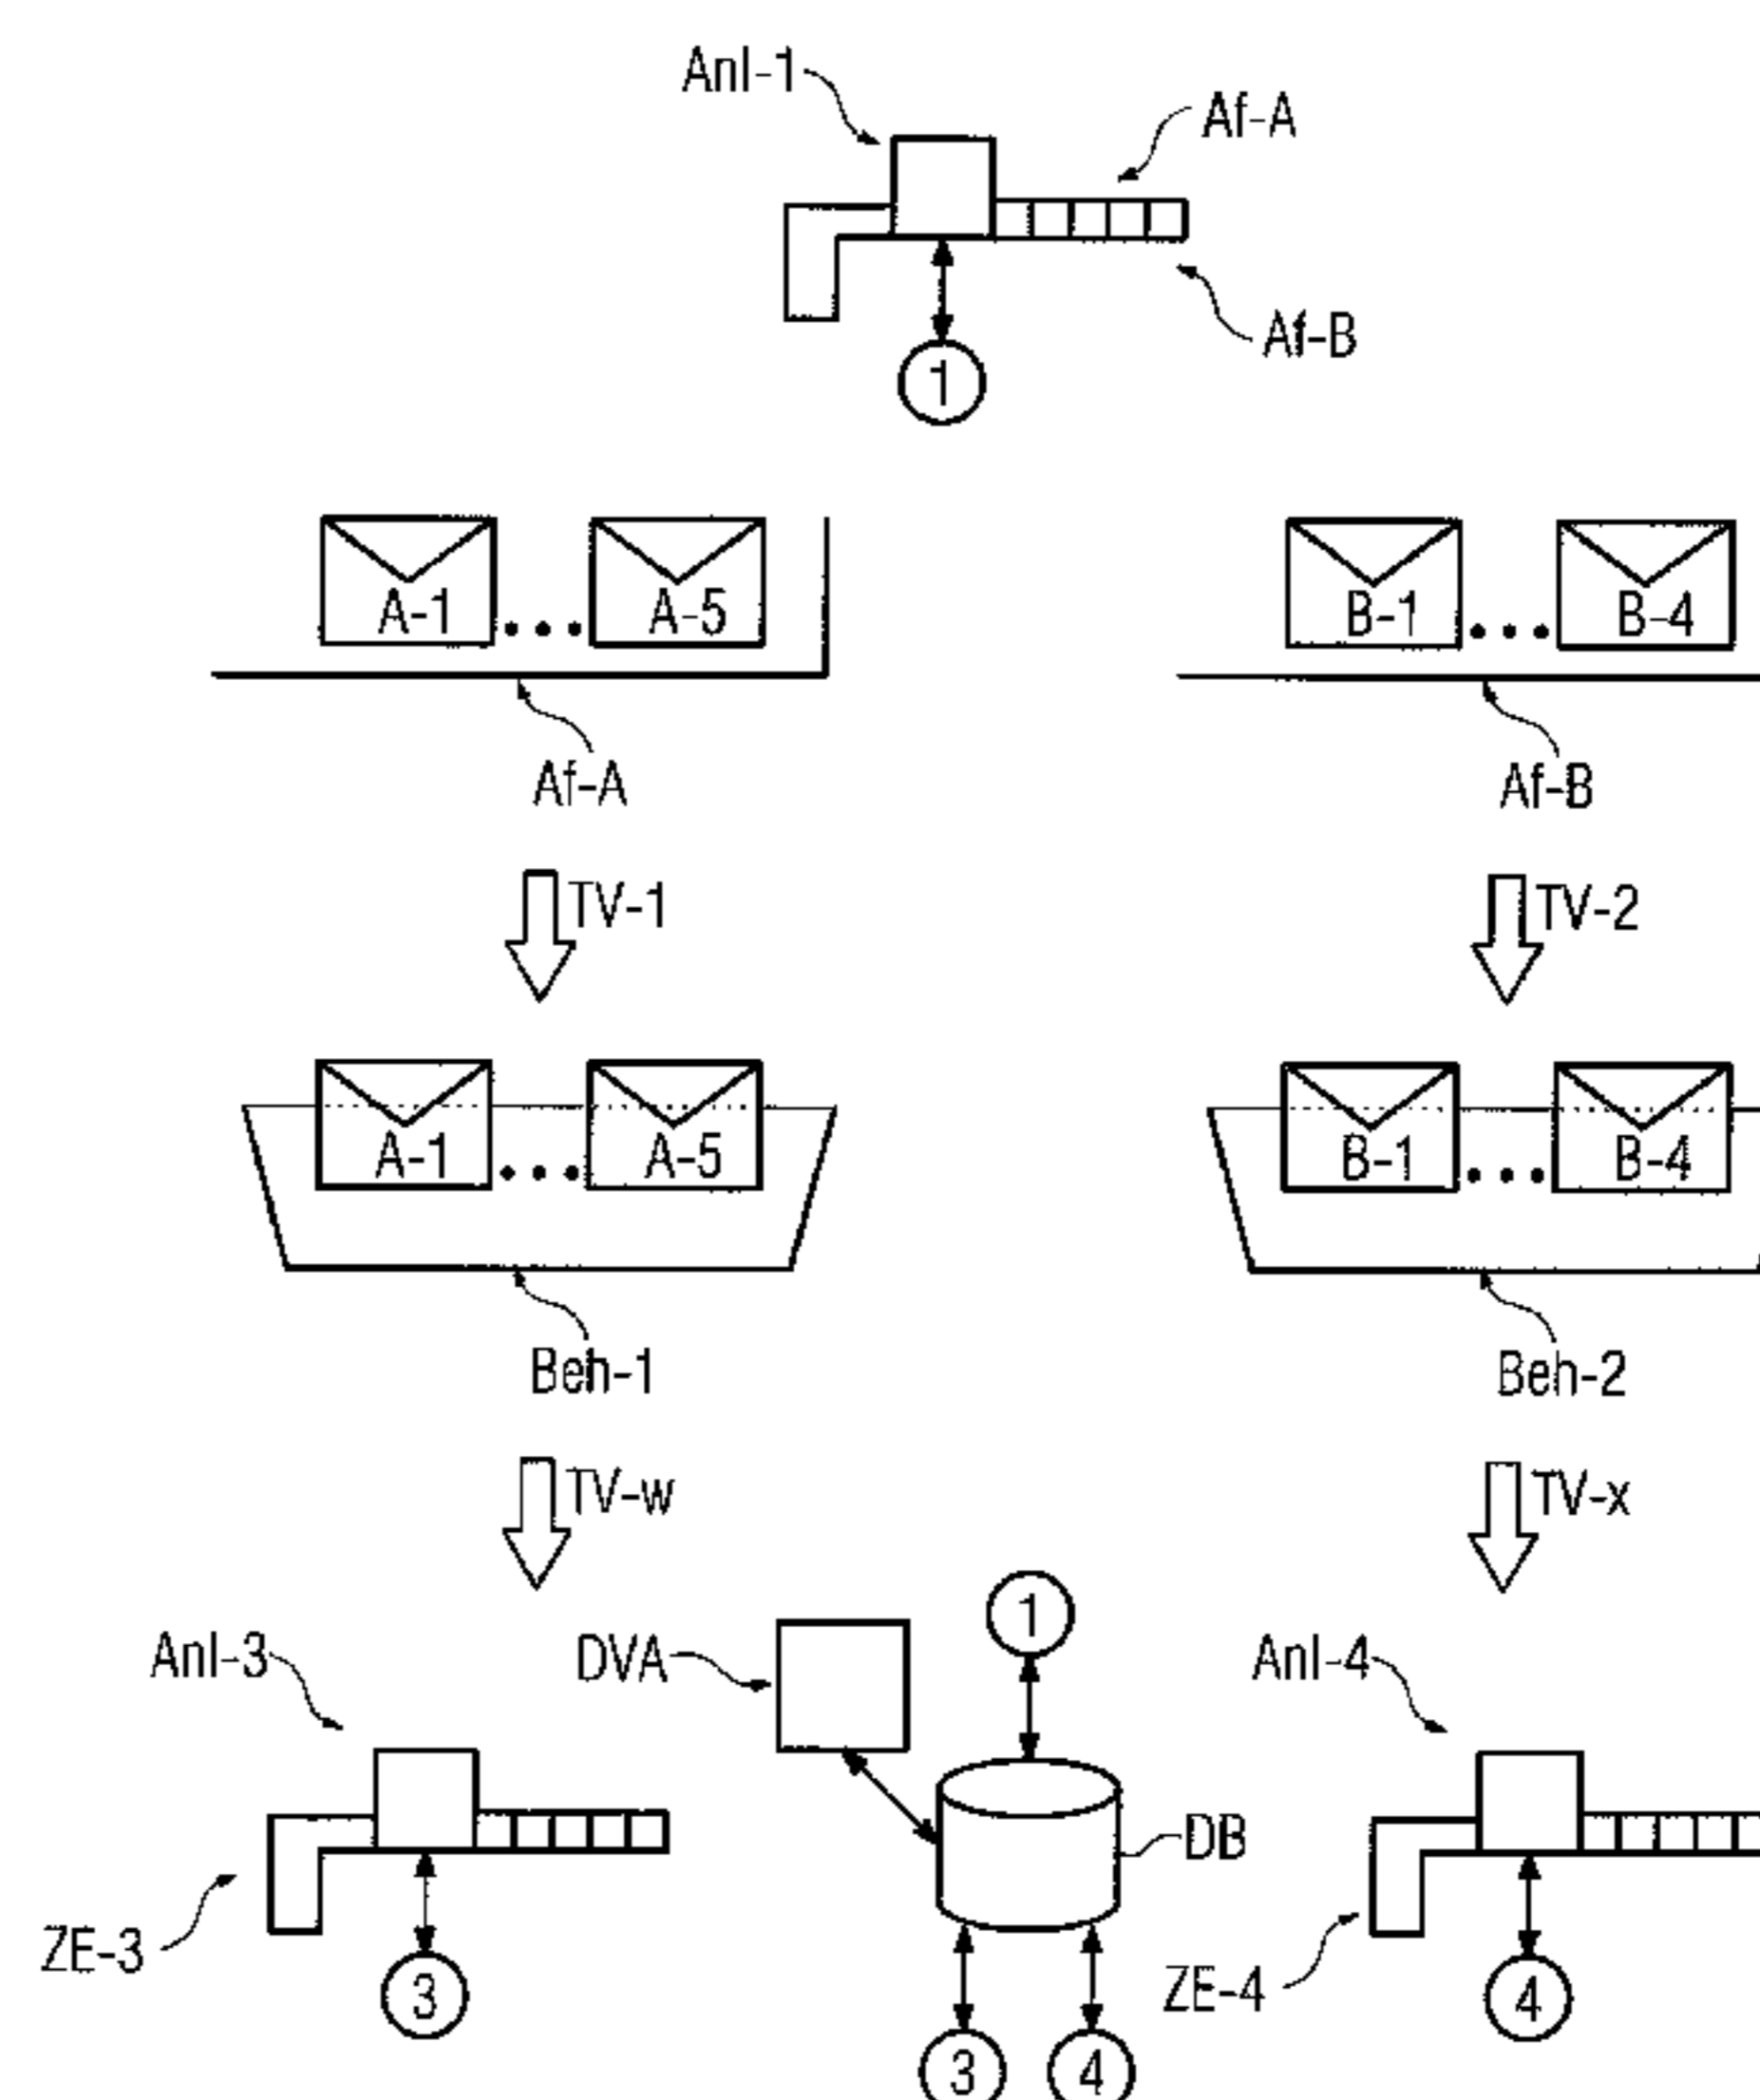 Anl-1
Af-A
Af-B
1
A-1 A-5
B-1 B-4
Af-A
Af-B
TV-1
TV-2
A-1 A-5
B-1 B-4
Beh-1
Beh-2
TV-w
TV-x
1
Anl-3
DVA
Anl-4
DB
ZE-3
ZE-4
3
4
3
4